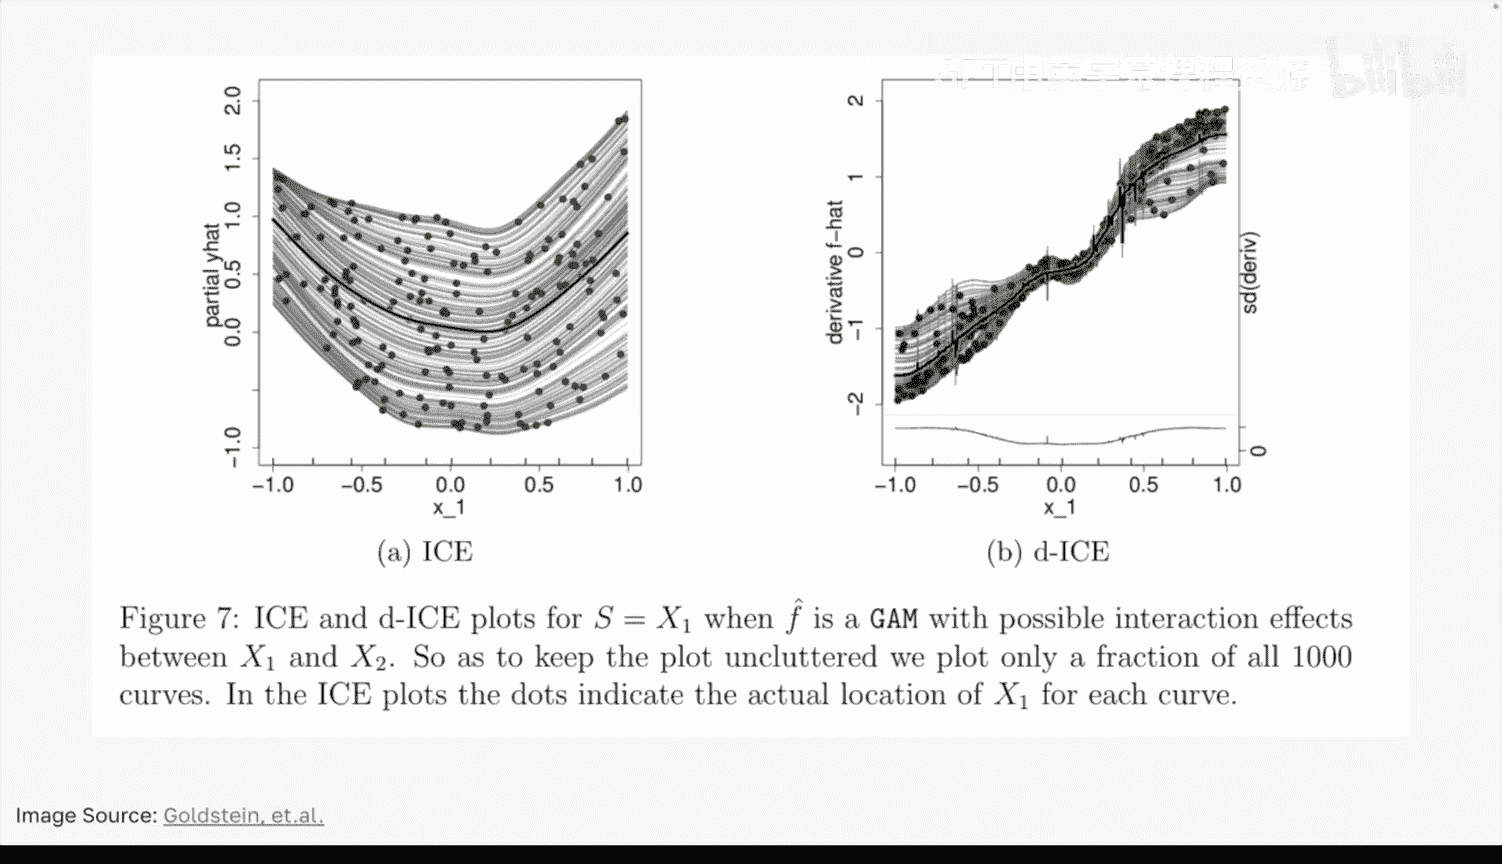 partial yhat
2.0
1.5
1.0
0.5
0.0
−1.0
−1.0 −0.5 0.0 0.5 1.0
x_1
(a) ICE
derivative f−hat
2
1
0
−1
−2
sd(deriv)
0
−1.0 −0.5 0.0 0.5 1.0
x_1
(b) d-ICE
Figure 7: ICE and d-ICE plots for S = X₁ when f̂ is a GAM with possible interaction effects
between X₁ and X₂. So as to keep the plot uncluttered we plot only a fraction of all 1000
curves. In the ICE plots the dots indicate the actual location of X₁ for each curve.
Image Source: Goldstein, et.al.
bilibili